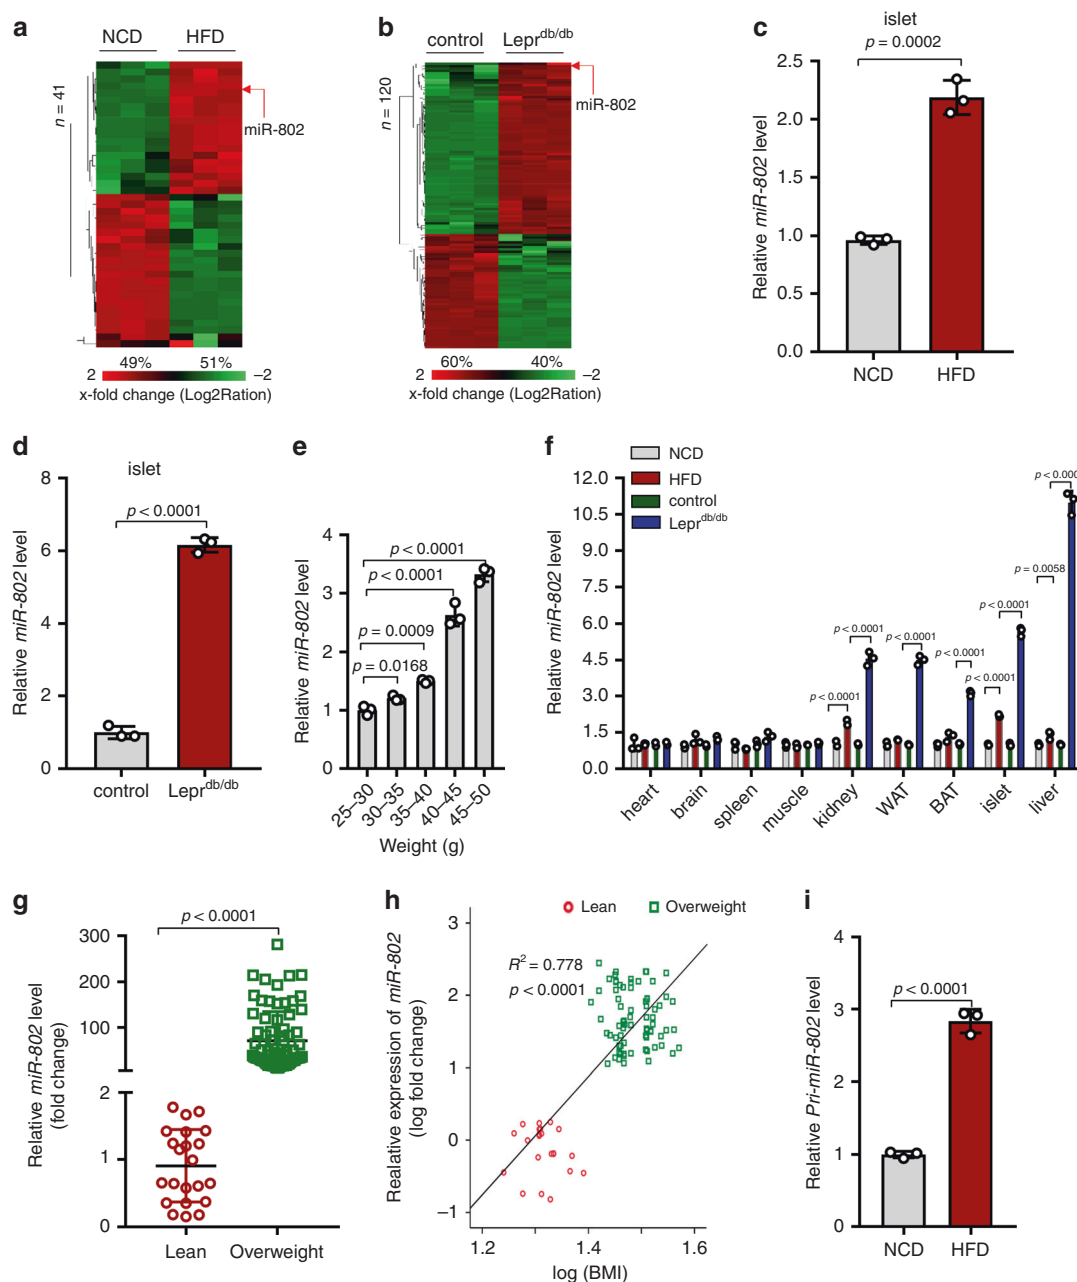 a
NCD HFD
n = 41
miR-802
49% 51%
2 –2
x-fold change (Log2Ration)
b
control Lepr^db/db
n = 120
miR-802
60% 40%
2 –2
x-fold change (Log2Ration)
c
islet
p = 0.0002
Relative miR-802 level
2.5
2.0
1.5
1.0
0.5
0.0
NCD HFD
d
islet
p < 0.0001
Relative miR-802 level
8
6
4
2
0
control Lepr^db/db
e
p < 0.0001
p < 0.0001
p = 0.0009
p = 0.0168
Relative miR-802 level
4
3
2
1
0
25–30 30–35 35–40 40–45 45–50
Weight (g)
f
NCD
HFD
control
Lepr^db/db
Relative miR-802 level
12.0
10.5
9.0
7.5
6.0
4.5
3.0
1.5
0.0
p < 0.0001
p < 0.0001
p < 0.0001
p < 0.0001
p < 0.0001
p < 0.0001
p = 0.0058
p < 0.000
heart brain spleen muscle kidney WAT BAT islet liver
g
p < 0.0001
Relative miR-802 level
(fold change)
300
200
100
2
1
0
Lean Overweight
h
Lean Overweight
R² = 0.778
p < 0.0001
Realative expression of miR-802
(log fold change)
3
2
1
0
–1
1.2 1.4 1.6
log (BMI)
i
p < 0.0001
Relative Pri-miR-802 level
4
3
2
1
0
NCD HFD